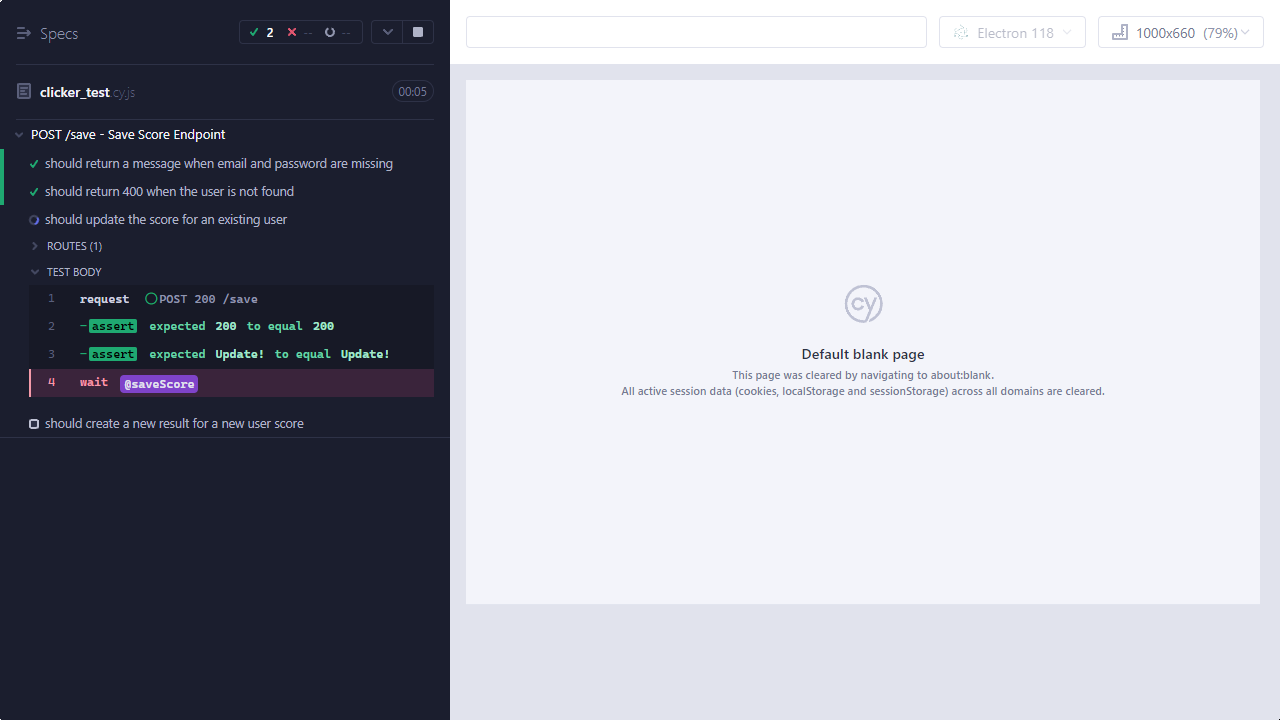 Specs
2 -- --
clicker_test.cy.js
00:05
POST /save - Save Score Endpoint
should return a message when email and password are missing
should return 400 when the user is not found
should update the score for an existing user
ROUTES (1)
TEST BODY
1 request POST 200 /save
2 -assert expected 200 to equal 200
3 -assert expected Update! to equal Update!
4 wait @saveScore
should create a new result for a new user score
Electron 118
1000x660 (79%)
cy
Default blank page
This page was cleared by navigating to about:blank.
All active session data (cookies, localStorage and sessionStorage) across all domains are cleared.